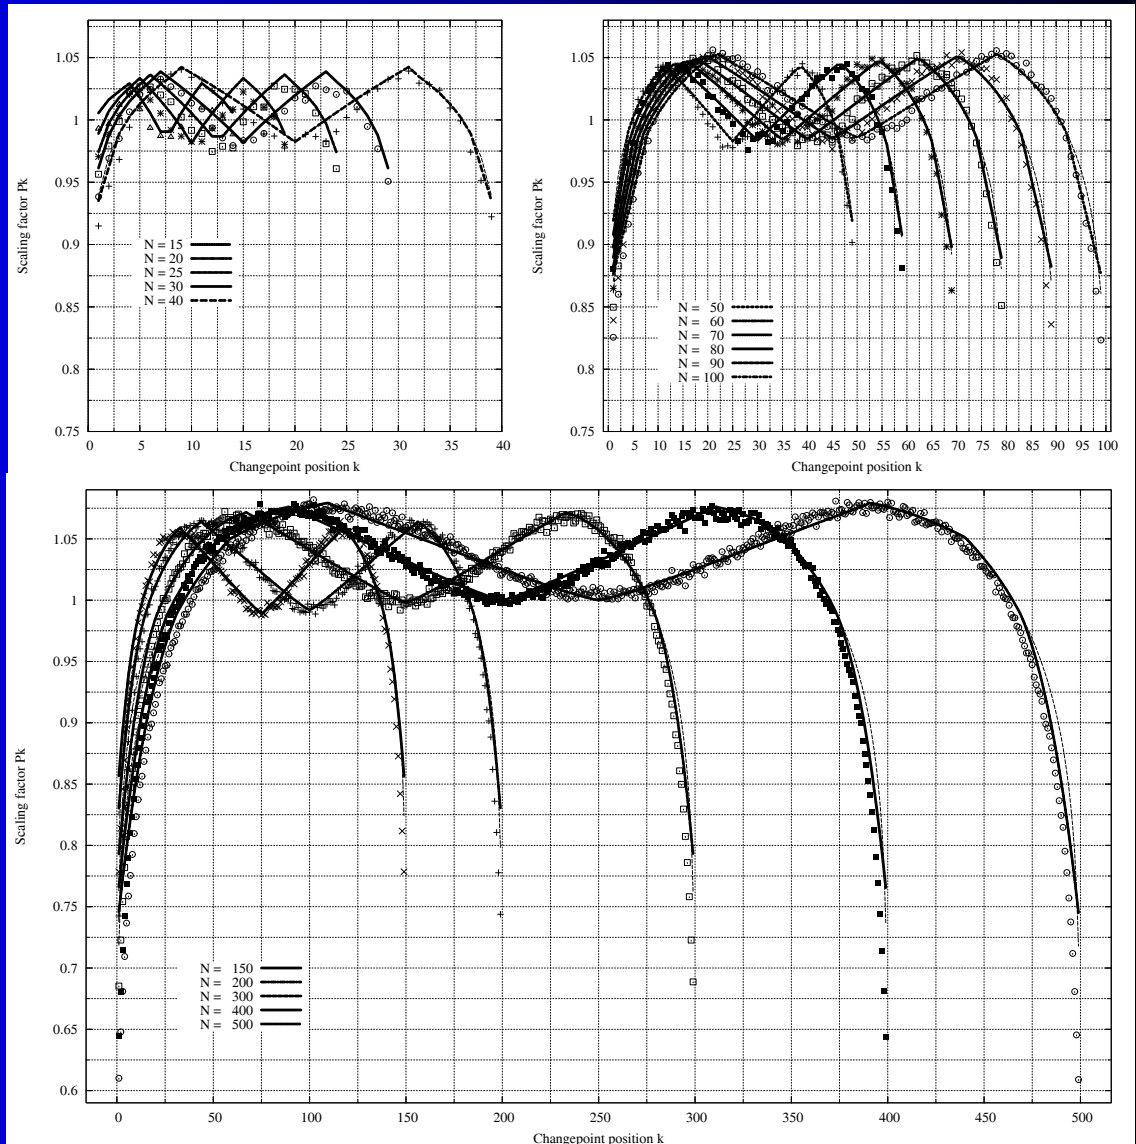 1.05
1
0.95
0.9
0.85
0.8
0.75
Scaling factor Pk
N = 15
N = 20
N = 25
N = 30
N = 40
0 5 10 15 20 25 30 35 40
Changepoint position k
1.05
1
0.95
0.9
0.85
0.8
0.75
Scaling factor Pk
N = 50
N = 60
N = 70
N = 80
N = 90
N = 100
0 5 10 15 20 25 30 35 40 45 50 55 60 65 70 75 80 85 90 95 100
Changepoint position k
1.05
1
0.95
0.9
0.85
0.8
0.75
0.7
0.65
0.6
Scaling factor Pk
N = 150
N = 200
N = 300
N = 400
N = 500
0 50 100 150 200 250 300 350 400 450 500
Changepoint position k